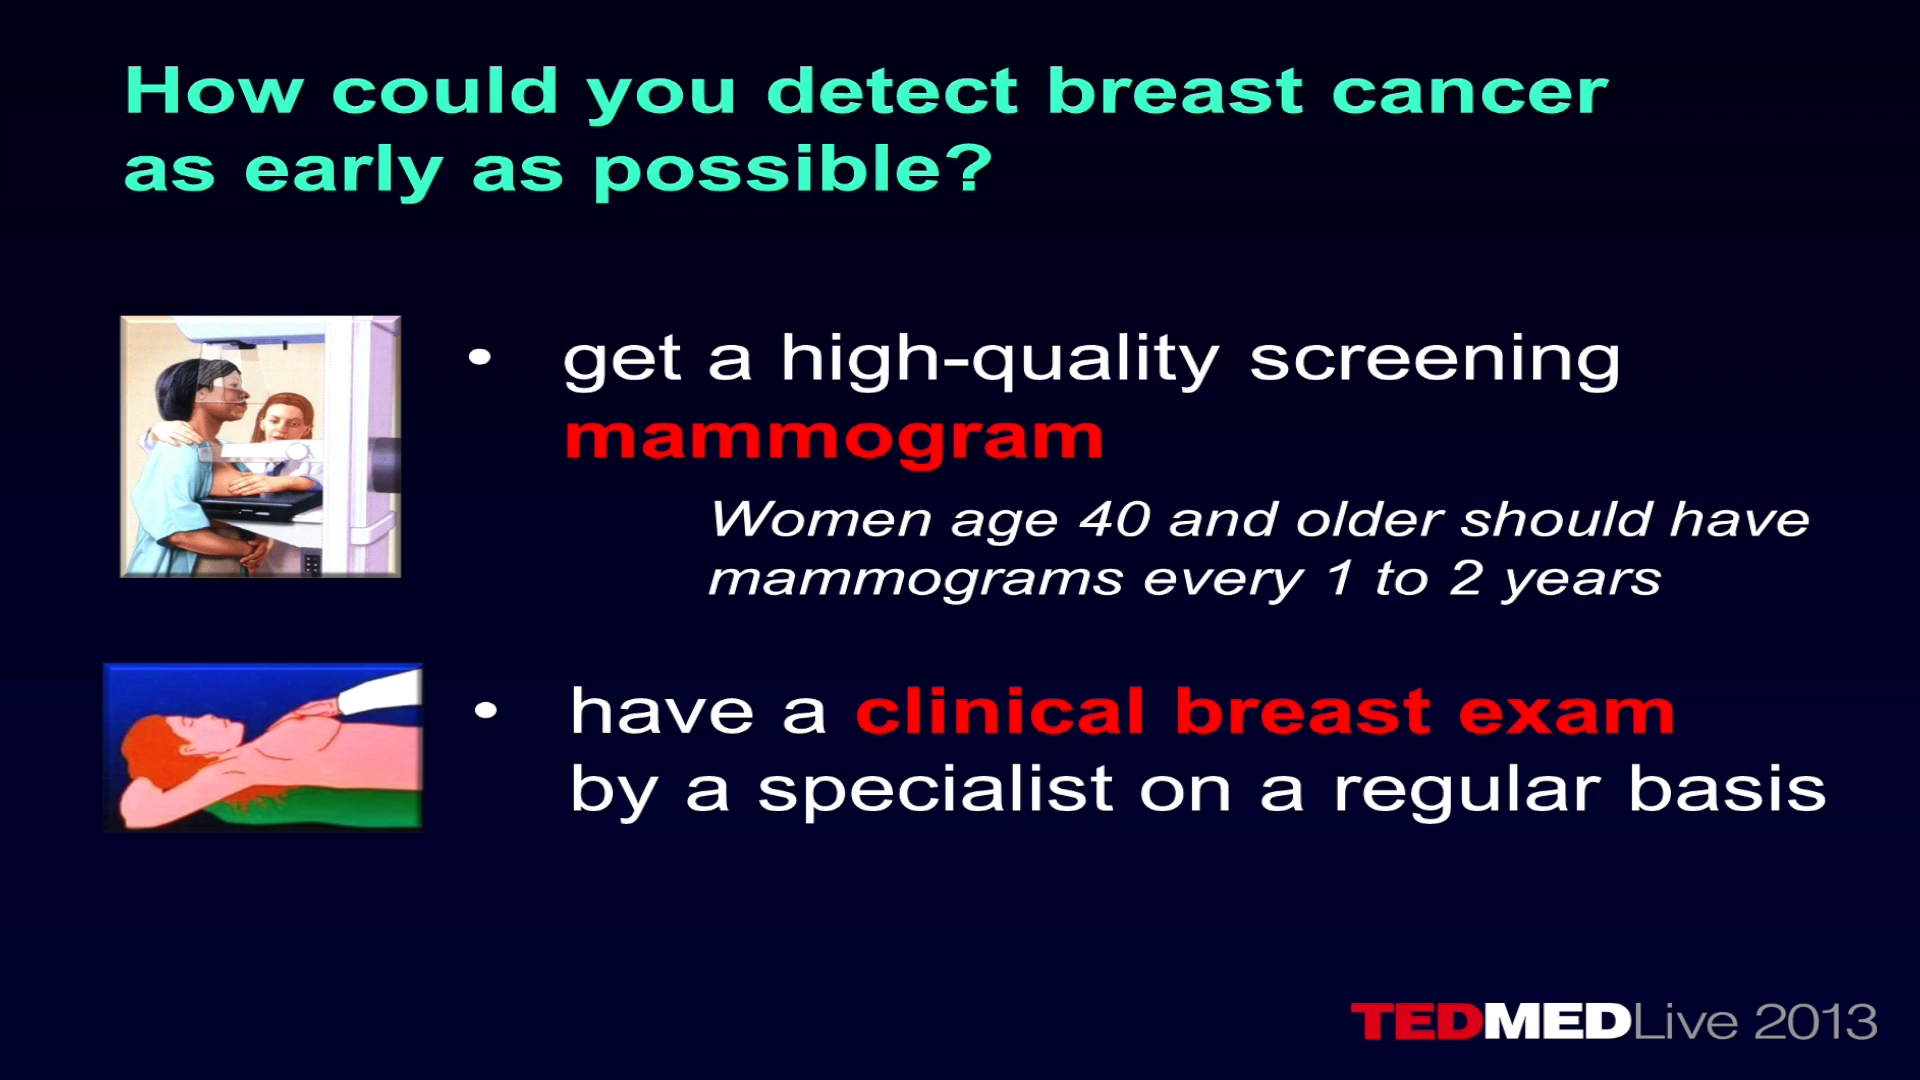 How could you detect breast cancer
as early as possible?
• get a high-quality screening
mammogram
Women age 40 and older should have
mammograms every 1 to 2 years
• have a clinical breast exam
by a specialist on a regular basis
TEDMEDLive 2013